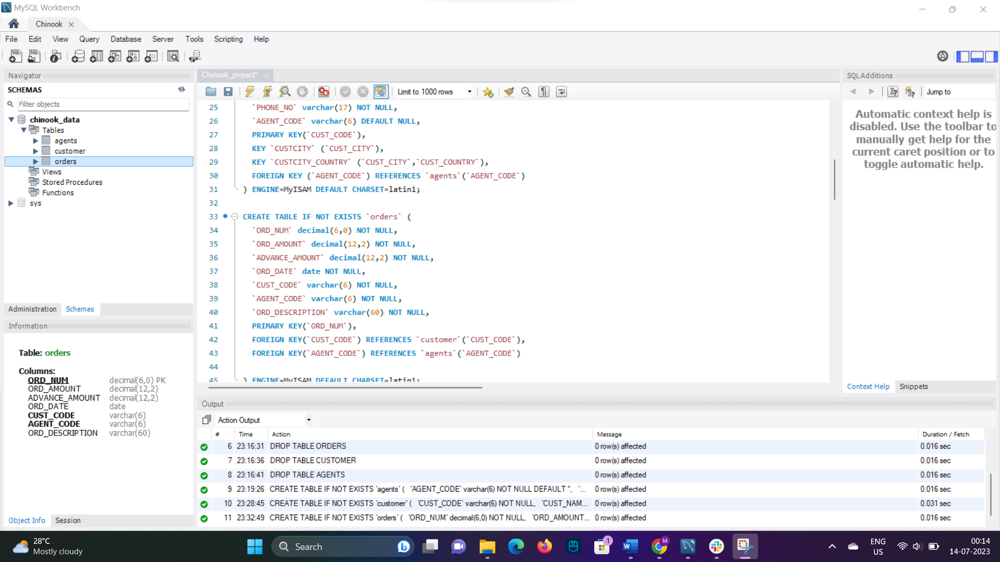 MySQL Workbench
Chinook
File Edit View Query Database Server Tools Scripting Help
Navigator
SCHEMAS
Filter objects
chinook_data
Tables
agents
customer
orders
Views
Stored Procedures
Functions
sys
Administration Schemas
Information
Table: orders
Columns:
ORD_NUM decimal(6,0) PK
ORD_AMOUNT decimal(12,2)
ADVANCE_AMOUNT decimal(12,2)
ORD_DATE date
CUST_CODE varchar(6)
AGENT_CODE varchar(6)
ORD_DESCRIPTION varchar(60)
Object Info Session
Chinook_project*
Limit to 1000 rows
25 `PHONE_NO` varchar(17) NOT NULL,
26 `AGENT_CODE` varchar(6) DEFAULT NULL,
27 PRIMARY KEY(`CUST_CODE`),
28 KEY `CUSTCITY` (`CUST_CITY`),
29 KEY `CUSTCITY_COUNTRY` (`CUST_CITY`,`CUST_COUNTRY`),
30 FOREIGN KEY (`AGENT_CODE`) REFERENCES `agents`(`AGENT_CODE`)
31 ) ENGINE=MyISAM DEFAULT CHARSET=latin1;
32
33 CREATE TABLE IF NOT EXISTS `orders` (
34 `ORD_NUM` decimal(6,0) NOT NULL,
35 `ORD_AMOUNT` decimal(12,2) NOT NULL,
36 `ADVANCE_AMOUNT` decimal(12,2) NOT NULL,
37 `ORD_DATE` date NOT NULL,
38 `CUST_CODE` varchar(6) NOT NULL,
39 `AGENT_CODE` varchar(6) NOT NULL,
40 `ORD_DESCRIPTION` varchar(60) NOT NULL,
41 PRIMARY KEY(`ORD_NUM`),
42 FOREIGN KEY(`CUST_CODE`) REFERENCES `customer`(`CUST_CODE`),
43 FOREIGN KEY(`AGENT_CODE`) REFERENCES `agents`(`AGENT_CODE`)
44
45 ) ENGINE=MyISAM DEFAULT CHARSET=latin1;
SQLAdditions
Jump to
Automatic context help is
disabled. Use the toolbar to
manually get help for the
current caret position or to
toggle automatic help.
Context Help Snippets
Output
Action Output
# Time Action Message Duration / Fetch
6 23:16:31 DROP TABLE ORDERS 0 row(s) affected 0.016 sec
7 23:16:36 DROP TABLE CUSTOMER 0 row(s) affected 0.016 sec
8 23:16:41 DROP TABLE AGENTS 0 row(s) affected 0.016 sec
9 23:19:26 CREATE TABLE IF NOT EXISTS `agents` ( `AGENT_CODE` varchar(6) NOT NULL DEFAULT '', `... 0 row(s) affected 0.016 sec
10 23:28:45 CREATE TABLE IF NOT EXISTS `customer` ( `CUST_CODE` varchar(6) NOT NULL, `CUST_NAM... 0 row(s) affected 0.031 sec
11 23:32:49 CREATE TABLE IF NOT EXISTS `orders` ( `ORD_NUM` decimal(6,0) NOT NULL, `ORD_AMOUNT... 0 row(s) affected 0.016 sec
28°C
Mostly cloudy
Search
1
M
ENG
US
00:14
14-07-2023